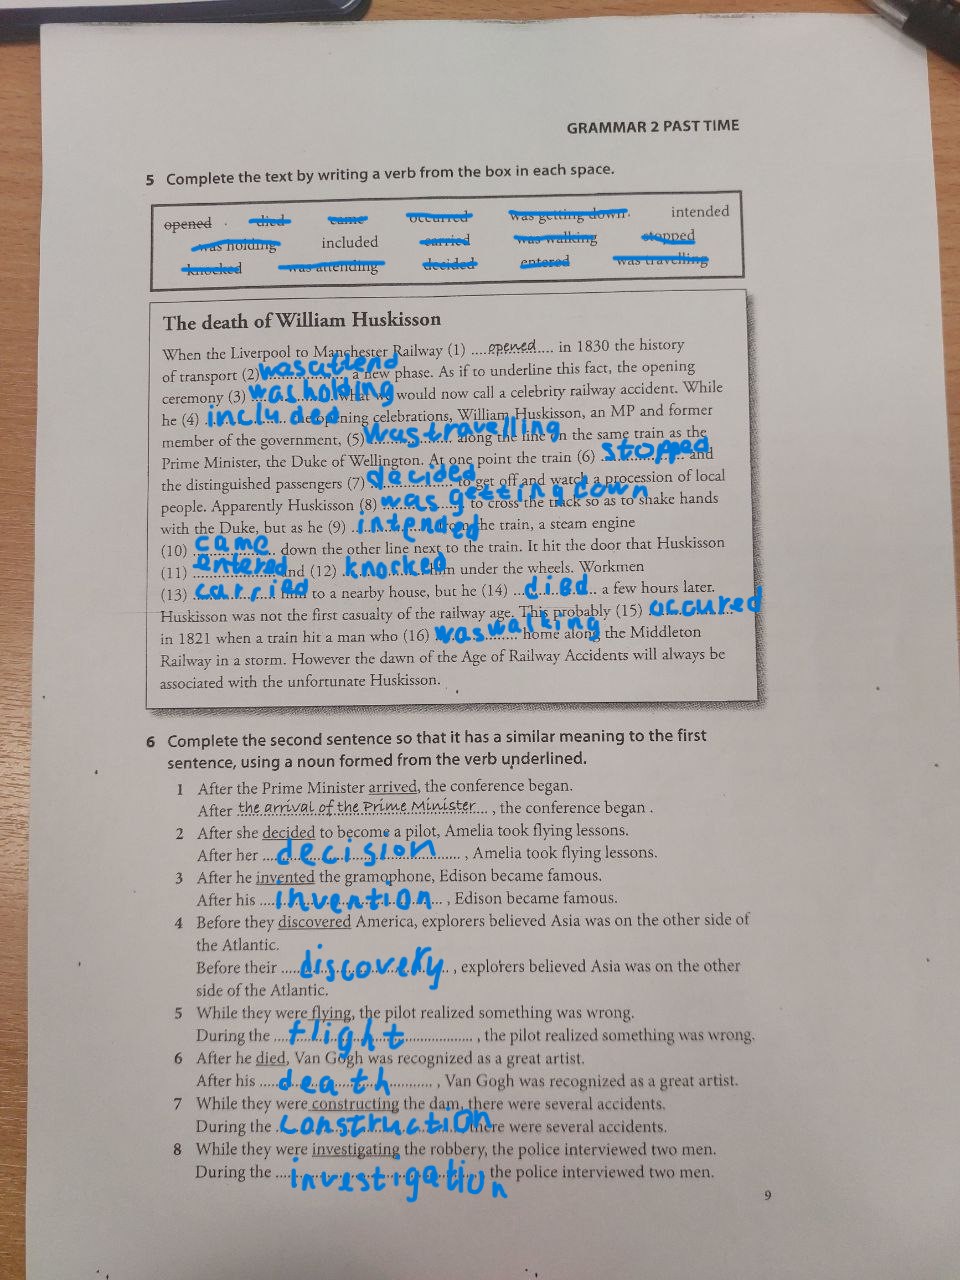 GRAMMAR 2 PAST TIME
5 Complete the text by writing a verb from the box in each space.
opened died came occurred was getting down intended
was holding included carried was walking stopped
knocked was attending decided entered was travelling
The death of William Huskisson
When the Liverpool to Manchester Railway (1) ....opened.... in 1830 the history
of transport (2) was attend a new phase. As if to underline this fact, the opening
ceremony (3) was holding what we would now call a celebrity railway accident. While
he (4) included the opening celebrations, William Huskisson, an MP and former
member of the government, (5) was travelling along the line on the same train as the
Prime Minister, the Duke of Wellington. At one point the train (6) stopped and
the distinguished passengers (7) decided to get off and watch a procession of local
people. Apparently Huskisson (8) was getting down to cross the track so as to shake hands
with the Duke, but as he (9) intended from the train, a steam engine
(10) came down the other line next to the train. It hit the door that Huskisson
(11) entered and (12) knocked him under the wheels. Workmen
(13) carried him to a nearby house, but he (14) died a few hours later.
Huskisson was not the first casualty of the railway age. This probably (15) accured
in 1821 when a train hit a man who (16) was walking home along the Middleton
Railway in a storm. However the dawn of the Age of Railway Accidents will always be
associated with the unfortunate Huskisson.
6 Complete the second sentence so that it has a similar meaning to the first
sentence, using a noun formed from the verb underlined.
1 After the Prime Minister arrived, the conference began.
After the arrival of the Prime Minister... , the conference began .
2 After she decided to become a pilot, Amelia took flying lessons.
After her decision , Amelia took flying lessons.
3 After he invented the gramophone, Edison became famous.
After his invention , Edison became famous.
4 Before they discovered America, explorers believed Asia was on the other side of
the Atlantic.
Before their discovery , explorers believed Asia was on the other
side of the Atlantic.
5 While they were flying, the pilot realized something was wrong.
During the flight , the pilot realized something was wrong.
6 After he died, Van Gogh was recognized as a great artist.
After his death , Van Gogh was recognized as a great artist.
7 While they were constructing the dam, there were several accidents.
During the construction there were several accidents.
8 While they were investigating the robbery, the police interviewed two men.
During the investigation , the police interviewed two men.
9